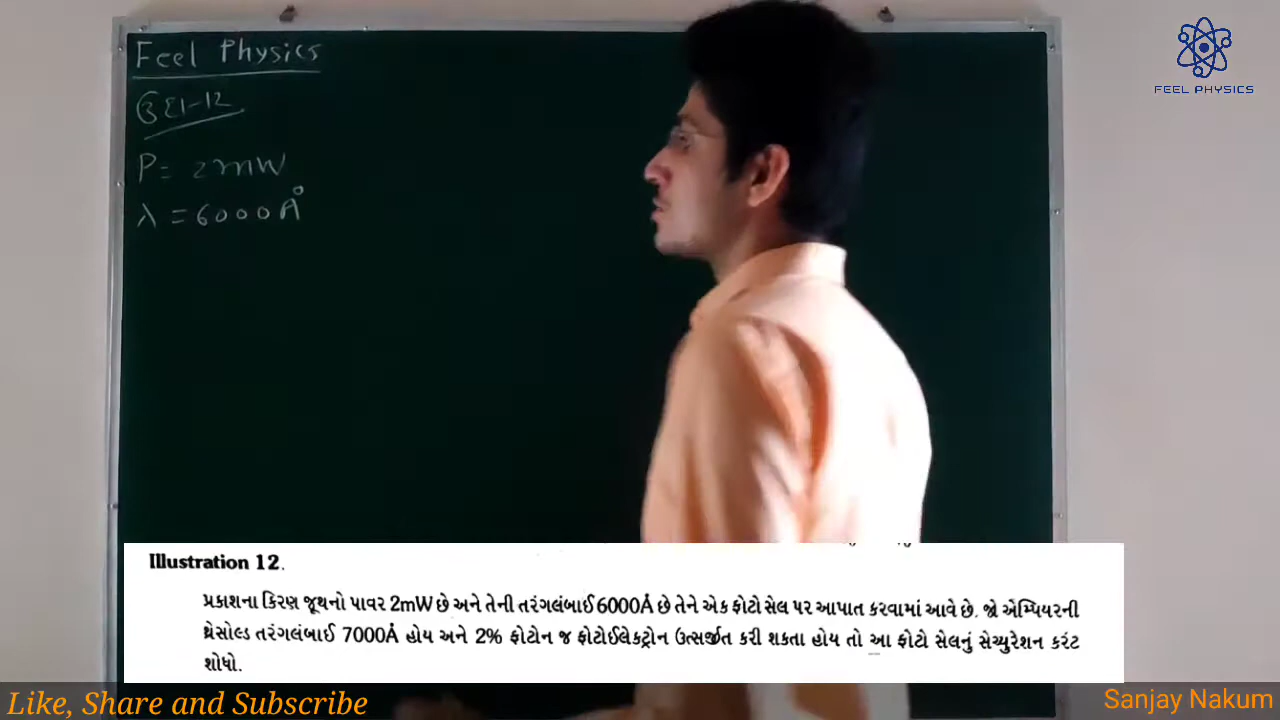 Feel Physics
FEEL PHYSICS
ઉદા-12
P = 2mW
λ = 6000 Å
Illustration 12.
પ્રકાશના કિરણ જૂથનો પાવર 2mW છે અને તેની તરંગલંબાઈ 6000Å છે તેને એક ફોટો સેલ પર આપાત કરવામાં આવે છે. જો એમ્પિયરની
થ્રેસોલ્ડ તરંગલંબાઈ 7000Å હોય અને 2% ફોટોન જ ફોટોઈલેકટ્રોન ઉત્સર્જીત કરી શકતા હોય તો આ ફોટો સેલનું સેચ્યુરેશન કરંટ
શોધો.
Like, Share and Subscribe
Sanjay Nakum